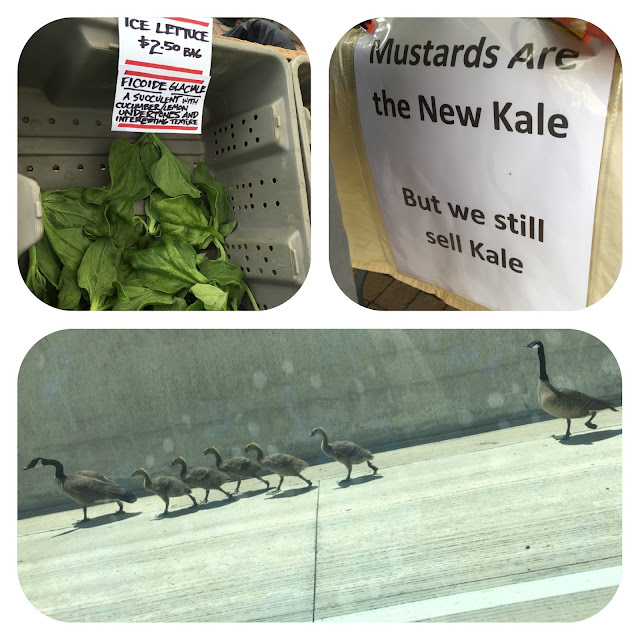 ICE LETTUCE
$2.50 BAG
FICOIDE GLACIALE
A SUCCULENT WITH
CUCUMBER/LEMON
UNDERTONES AND
INTERESTING TEXTURE
Mustards Are
the New Kale
But we still
sell Kale